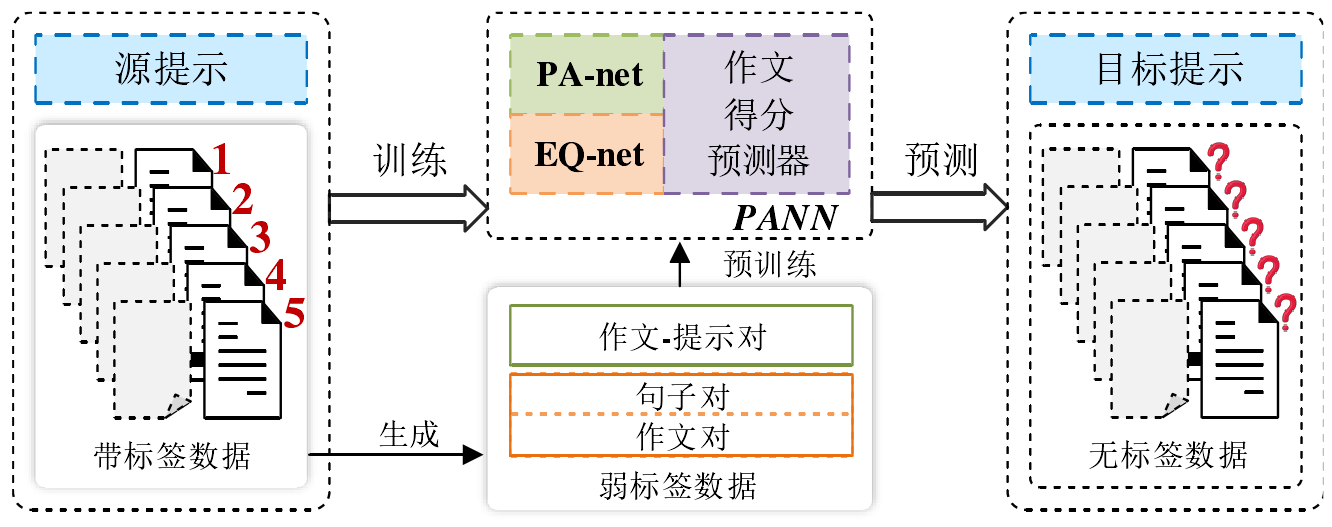 源提示
1
2
3
4
5
带标签数据
训练
生成
PA-net
EQ-net
作文
得分
预测器
PANN
预训练
作文-提示对
句子对
作文对
弱标签数据
预测
目标提示
?
?
?
?
?
无标签数据